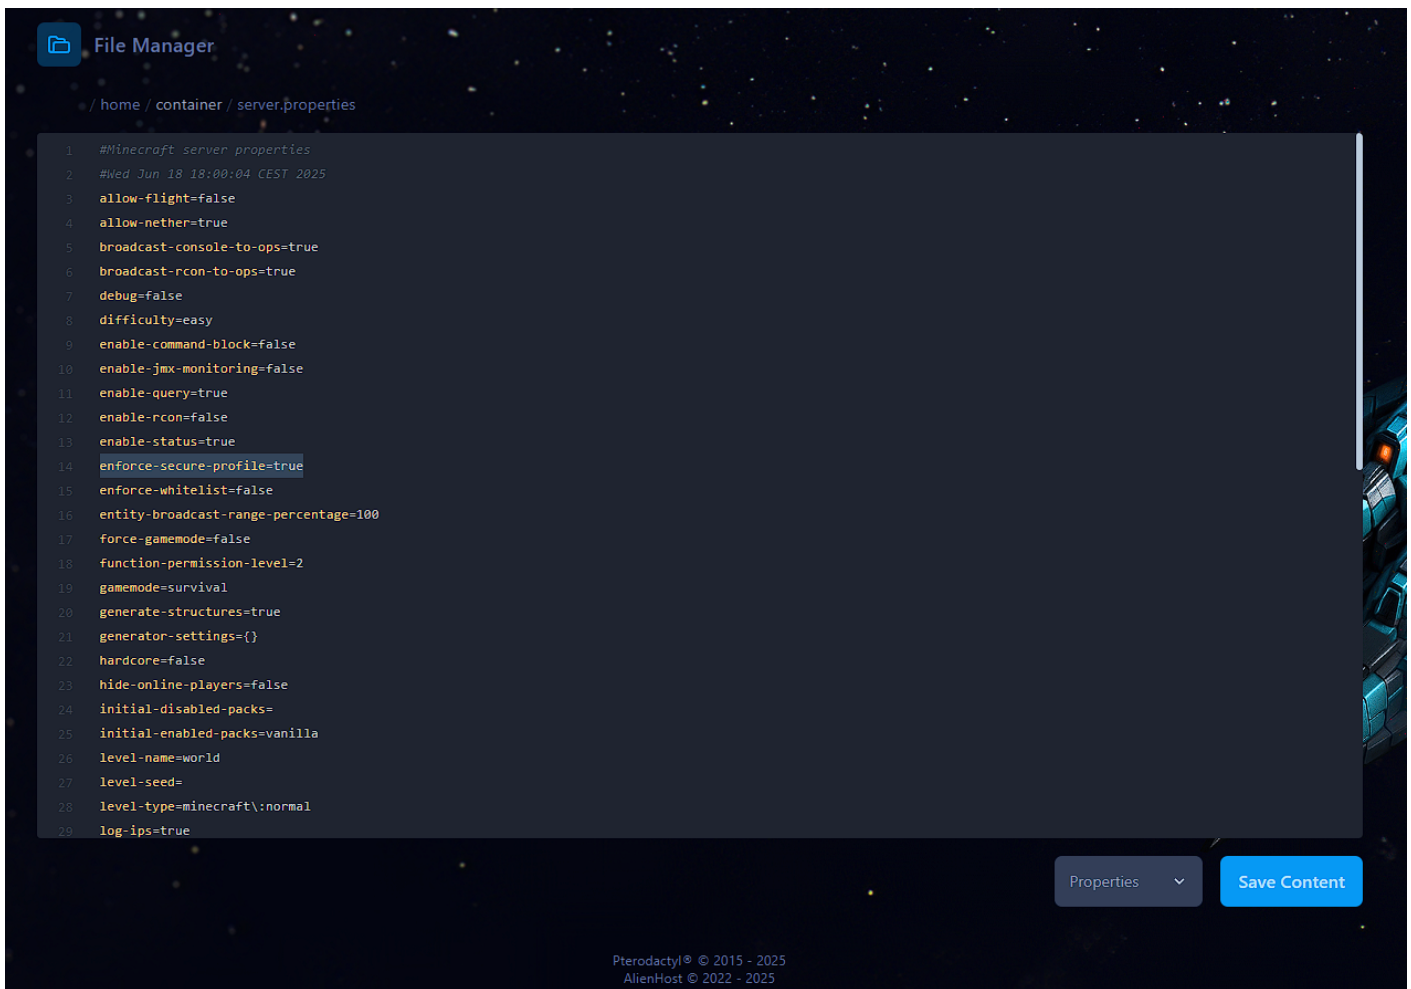 File Manager
/ home / container / server.properties
1 #Minecraft server properties
2 #Wed Jun 18 18:00:04 CEST 2025
3 allow-flight=false
4 allow-nether=true
5 broadcast-console-to-ops=true
6 broadcast-rcon-to-ops=true
7 debug=false
8 difficulty=easy
9 enable-command-block=false
10 enable-jmx-monitoring=false
11 enable-query=true
12 enable-rcon=false
13 enable-status=true
14 enforce-secure-profile=true
15 enforce-whitelist=false
16 entity-broadcast-range-percentage=100
17 force-gamemode=false
18 function-permission-level=2
19 gamemode=survival
20 generate-structures=true
21 generator-settings={}
22 hardcore=false
23 hide-online-players=false
24 initial-disabled-packs=
25 initial-enabled-packs=vanilla
26 level-name=world
27 level-seed=
28 level-type=minecraft\:normal
29 log-ips=true
Properties
Save Content
Pterodactyl® © 2015 - 2025
AlienHost © 2022 - 2025